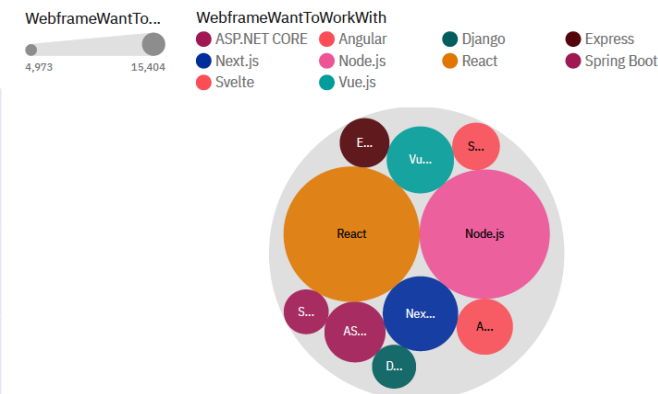 WebframeWantTo...
4,973 15,404
WebframeWantToWorkWith
ASP.NET CORE Angular Django Express
Next.js Node.js React Spring Boot
Svelte Vue.js
E...
Vu...
S...
React
Node.js
S...
AS...
Nex...
A...
D...